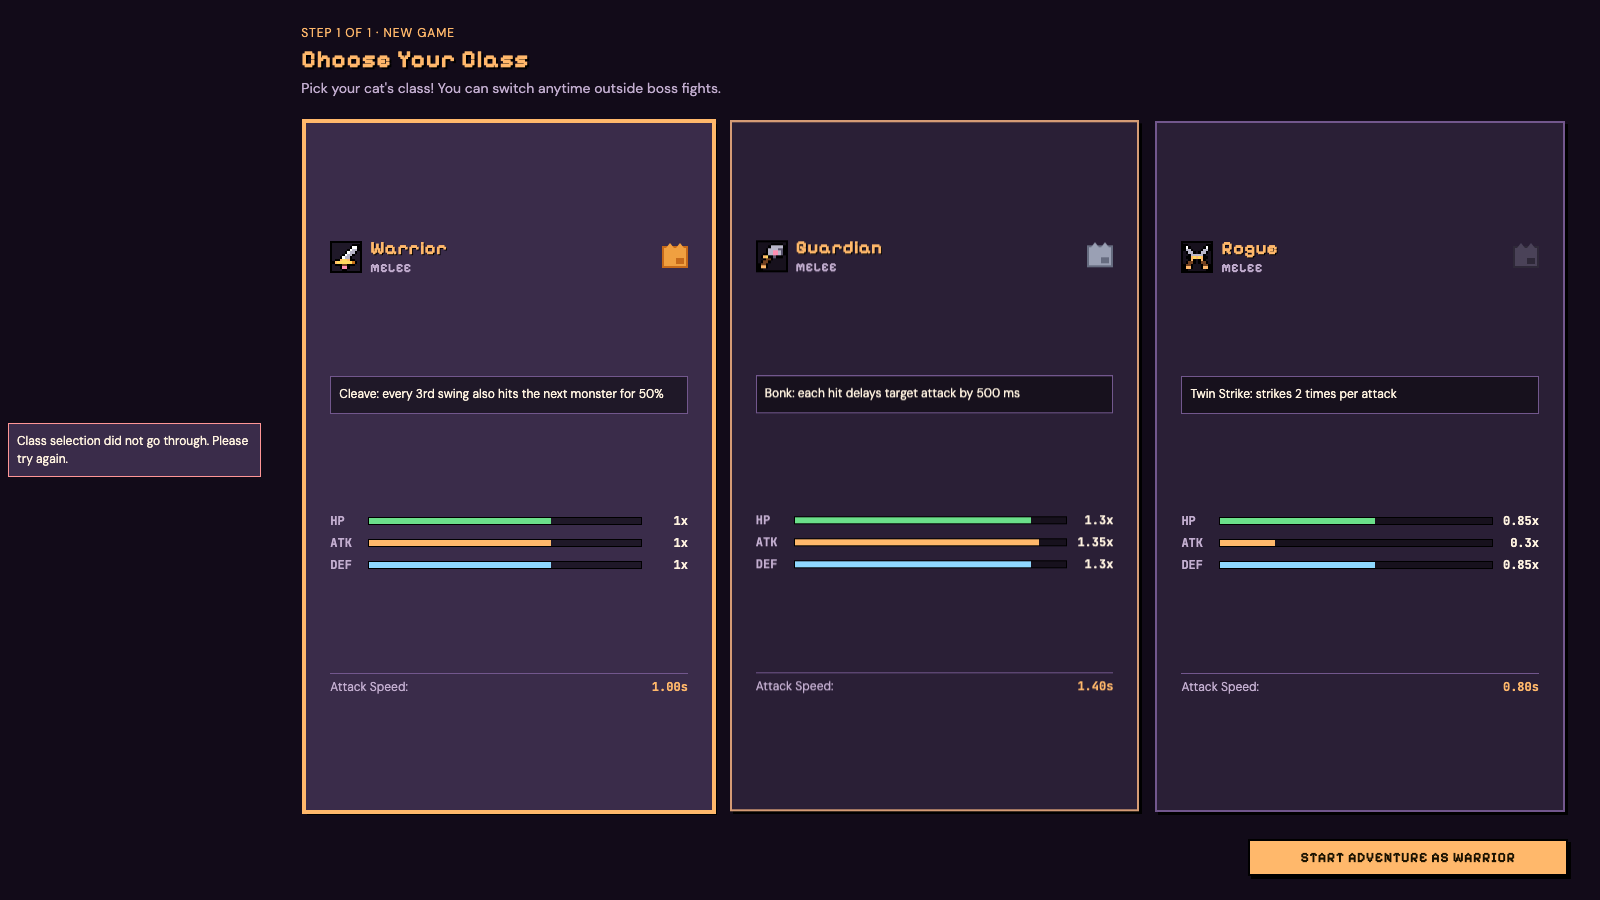 STEP 1 OF 1 · NEW GAME
Choose Your Class
Pick your cat's class! You can switch anytime outside boss fights.
Class selection did not go through. Please
try again.
Warrior
MELEE
Cleave: every 3rd swing also hits the next monster for 50%
HP 1x
ATK 1x
DEF 1x
Attack Speed: 1.00s
Guardian
MELEE
Bonk: each hit delays target attack by 500 ms
HP 1.3x
ATK 1.35x
DEF 1.3x
Attack Speed: 1.40s
Rogue
MELEE
Twin Strike: strikes 2 times per attack
HP 0.85x
ATK 0.3x
DEF 0.85x
Attack Speed: 0.80s
START ADVENTURE AS WARRIOR